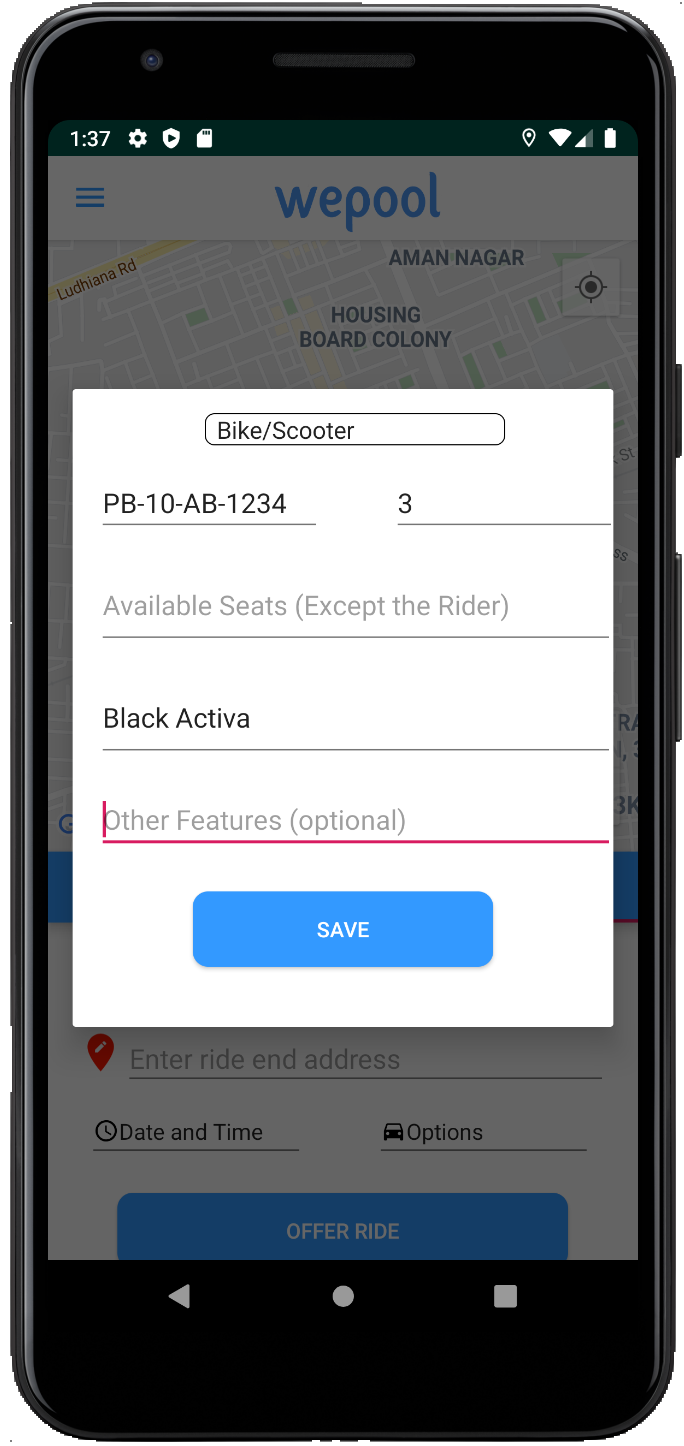 1:37
wepool
Ludhiana Rd
AMAN NAGAR
HOUSING
BOARD COLONY
St
Bike/Scooter
PB-10-AB-1234
3
Available Seats (Except the Rider)
Black Activa
Other Features (optional)
SAVE
Enter ride end address
Date and Time
Options
OFFER RIDE